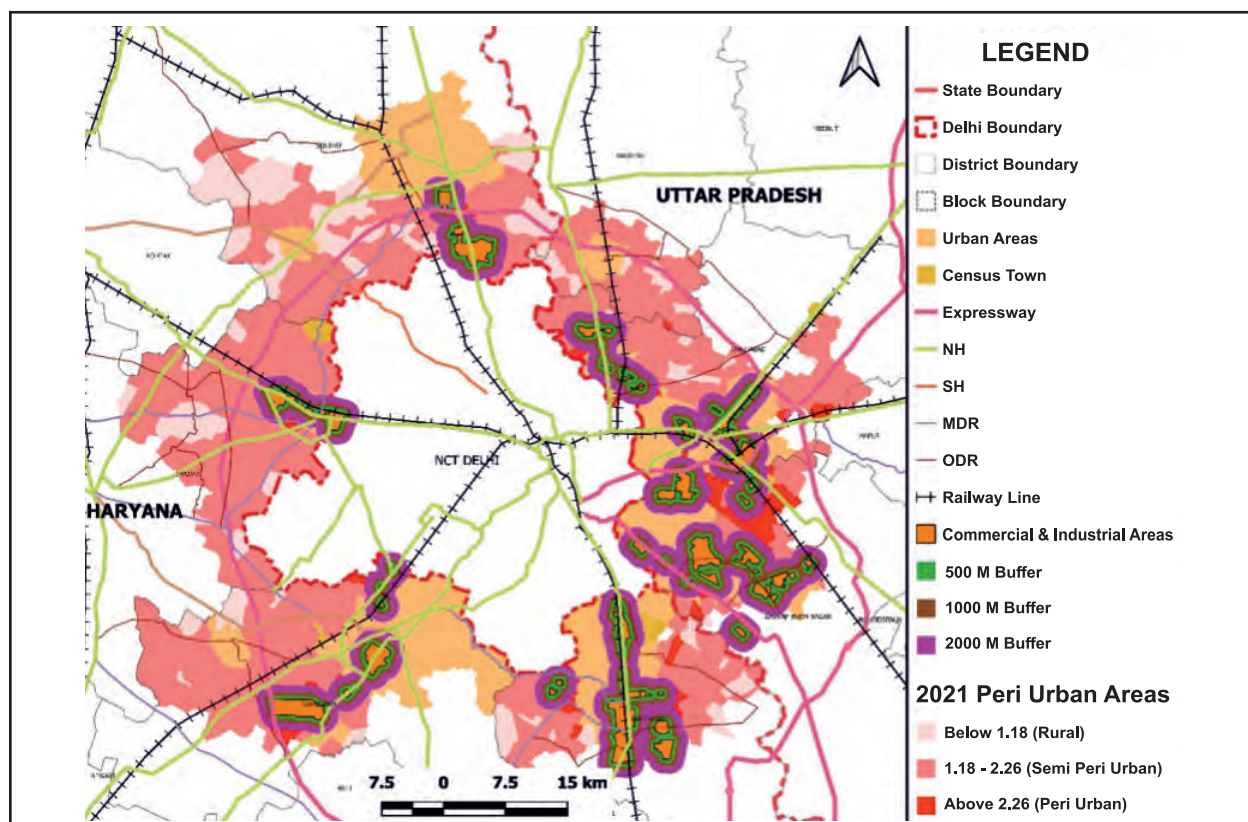 UTTAR PRADESH
NCT DELHI
HARYANA
7.5 0 7.5 15 km
LEGEND
State Boundary
Delhi Boundary
District Boundary
Block Boundary
Urban Areas
Census Town
Expressway
NH
SH
MDR
ODR
Railway Line
Commercial & Industrial Areas
500 M Buffer
1000 M Buffer
2000 M Buffer
2021 Peri Urban Areas
Below 1.18 (Rural)
1.18 - 2.26 (Semi Peri Urban)
Above 2.26 (Peri Urban)